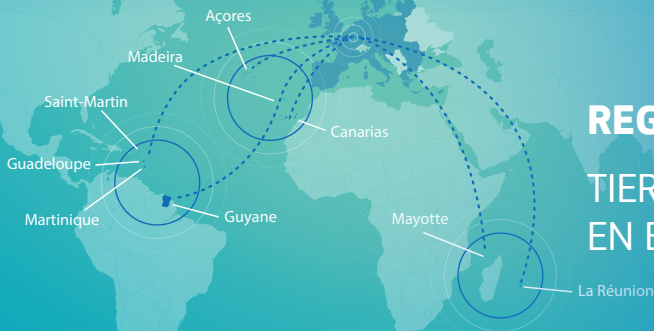 Açores
Madeira
Saint-Martin
Canarias
Guadeloupe
Martinique
Guyane
Mayotte
La Réunion
REG
TIER
EN E